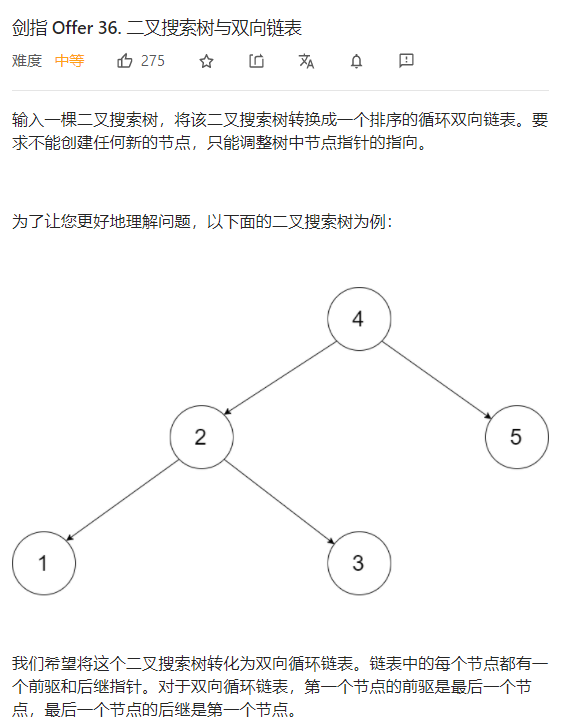 剑指 Offer 36. 二叉搜索树与双向链表
难度 中等 275
输入一棵二叉搜索树，将该二叉搜索树转换成一个排序的循环双向链表。要
求不能创建任何新的节点，只能调整树中节点指针的指向。
为了让您更好地理解问题，以下面的二叉搜索树为例：
4
2 5
1 3
我们希望将这个二叉搜索树转化为双向循环链表。链表中的每个节点都有一
个前驱和后继指针。对于双向循环链表，第一个节点的前驱是最后一个节
点，最后一个节点的后继是第一个节点。